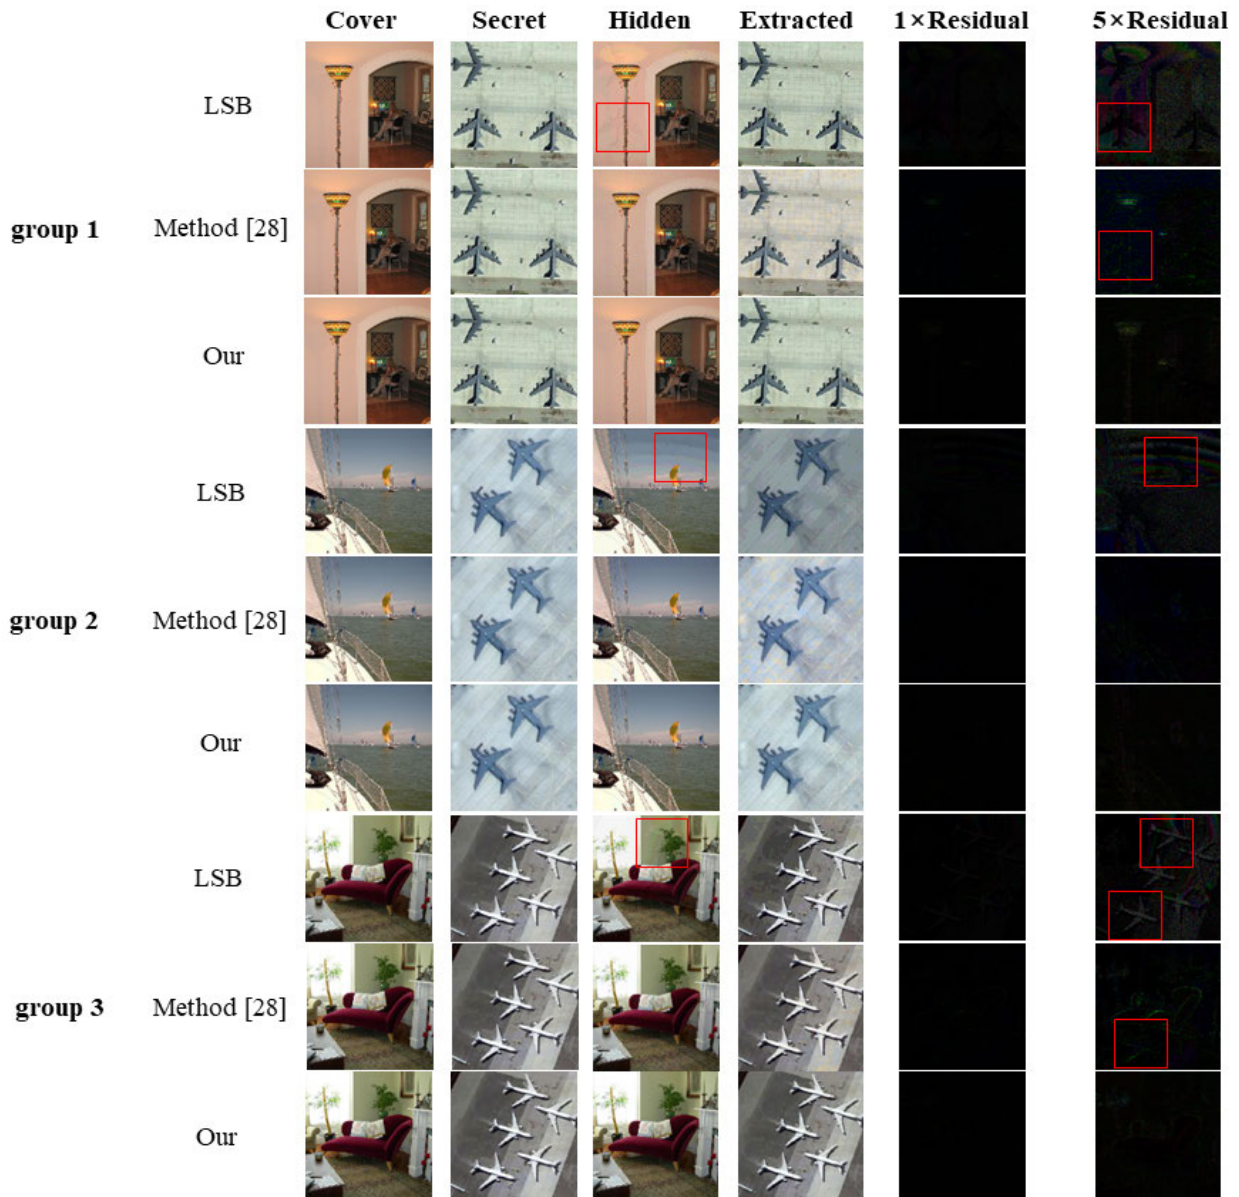 Cover Secret Hidden Extracted 1×Residual 5×Residual
LSB
group 1 Method [28]
Our
LSB
group 2 Method [28]
Our
LSB
group 3 Method [28]
Our